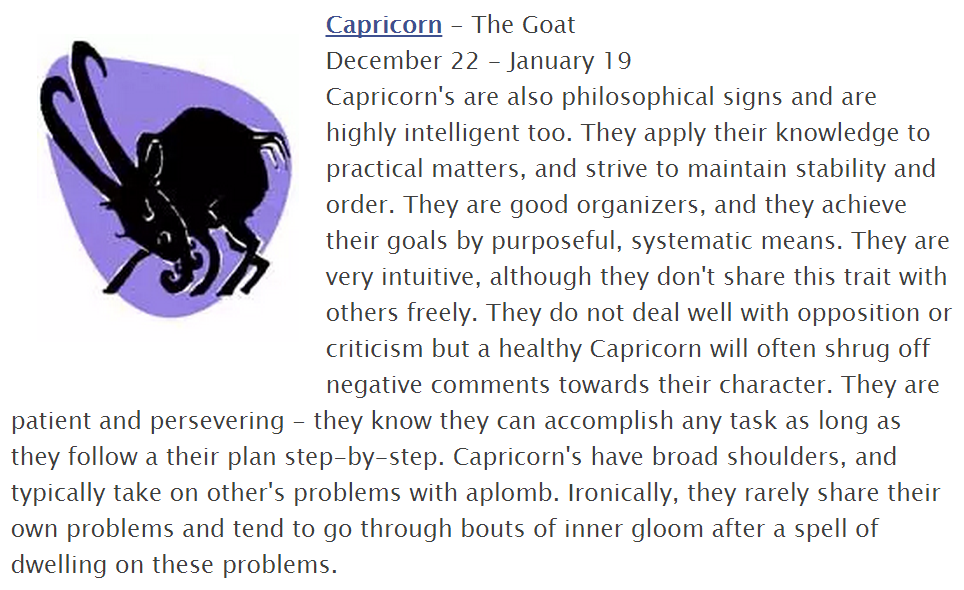 Capricorn – The Goat
December 22 – January 19
Capricorn's are also philosophical signs and are
highly intelligent too. They apply their knowledge to
practical matters, and strive to maintain stability and
order. They are good organizers, and they achieve
their goals by purposeful, systematic means. They are
very intuitive, although they don't share this trait with
others freely. They do not deal well with opposition or
criticism but a healthy Capricorn will often shrug off
negative comments towards their character. They are
patient and persevering – they know they can accomplish any task as long as
they follow a their plan step-by-step. Capricorn's have broad shoulders, and
typically take on other's problems with aplomb. Ironically, they rarely share their
own problems and tend to go through bouts of inner gloom after a spell of
dwelling on these problems.